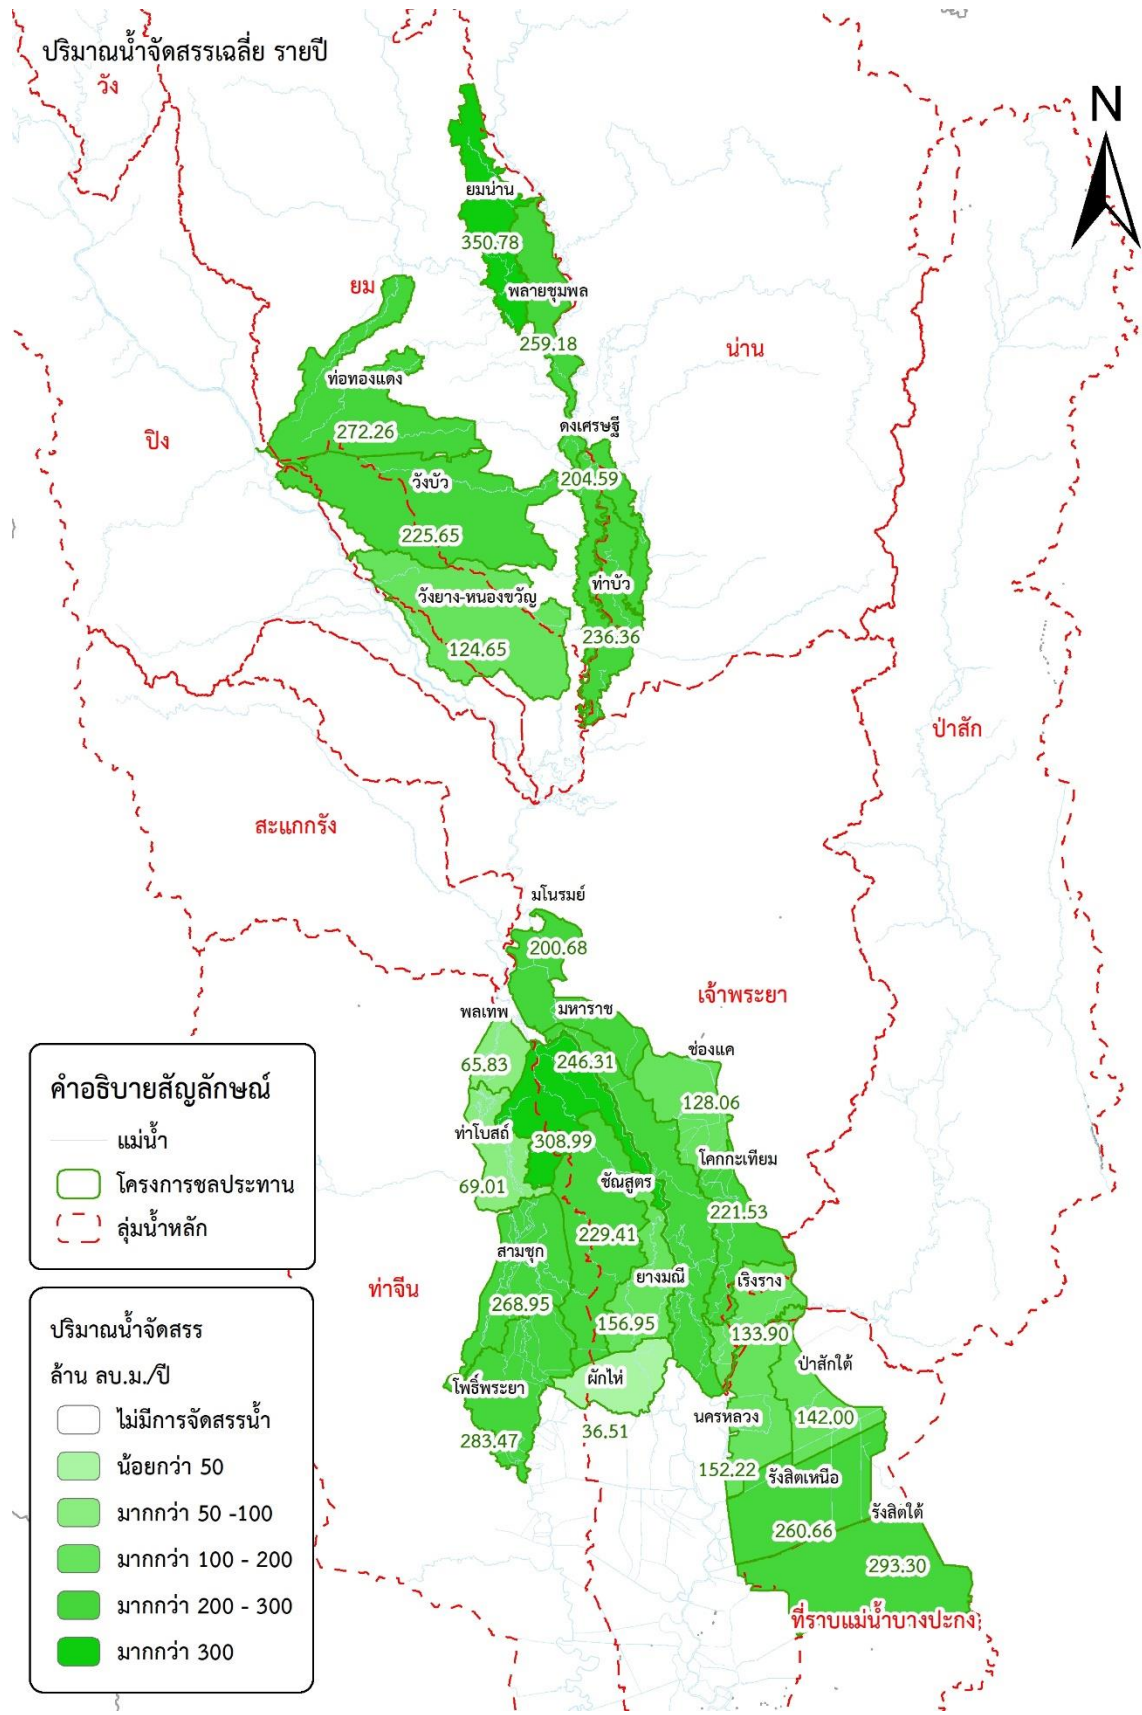 ปริมาณน้ำจัดสรรเฉลี่ย รายปี
วัง
N
ยมน่าน
350.78
ยม
พลายชุมพล
259.18
น่าน
ท่อทองแดง
272.26
ปิง
ดงเศรษฐี
204.59
วังบัว
225.65
ท่าบัว
วังยาง-หนองขวัญ
236.36
124.65
ป่าสัก
สะแกกรัง
มโนรมย์
200.68
เจ้าพระยา
พลเทพ
มหาราช
ช่องแค
65.83
246.31
128.06
ท่าโบสถ์
308.99
โคกกะเทียม
69.01
ชัณสูตร
221.53
229.41
สามชุก
ยางมณี
เริงราง
ท่าจีน
268.95
156.95
133.90
ป่าสักใต้
ผักไห่
โพธิ์พระยา
นครหลวง
142.00
283.47
36.51
152.22
รังสิตเหนือ
รังสิตใต้
260.66
293.30
ที่ราบแม่น้ำบางปะกง
คำอธิบายสัญลักษณ์
แม่น้ำ
โครงการชลประทาน
ลุ่มน้ำหลัก
ปริมาณน้ำจัดสรร
ล้าน ลบ.ม./ปี
ไม่มีการจัดสรรน้ำ
น้อยกว่า 50
มากกว่า 50 -100
มากกว่า 100 - 200
มากกว่า 200 - 300
มากกว่า 300